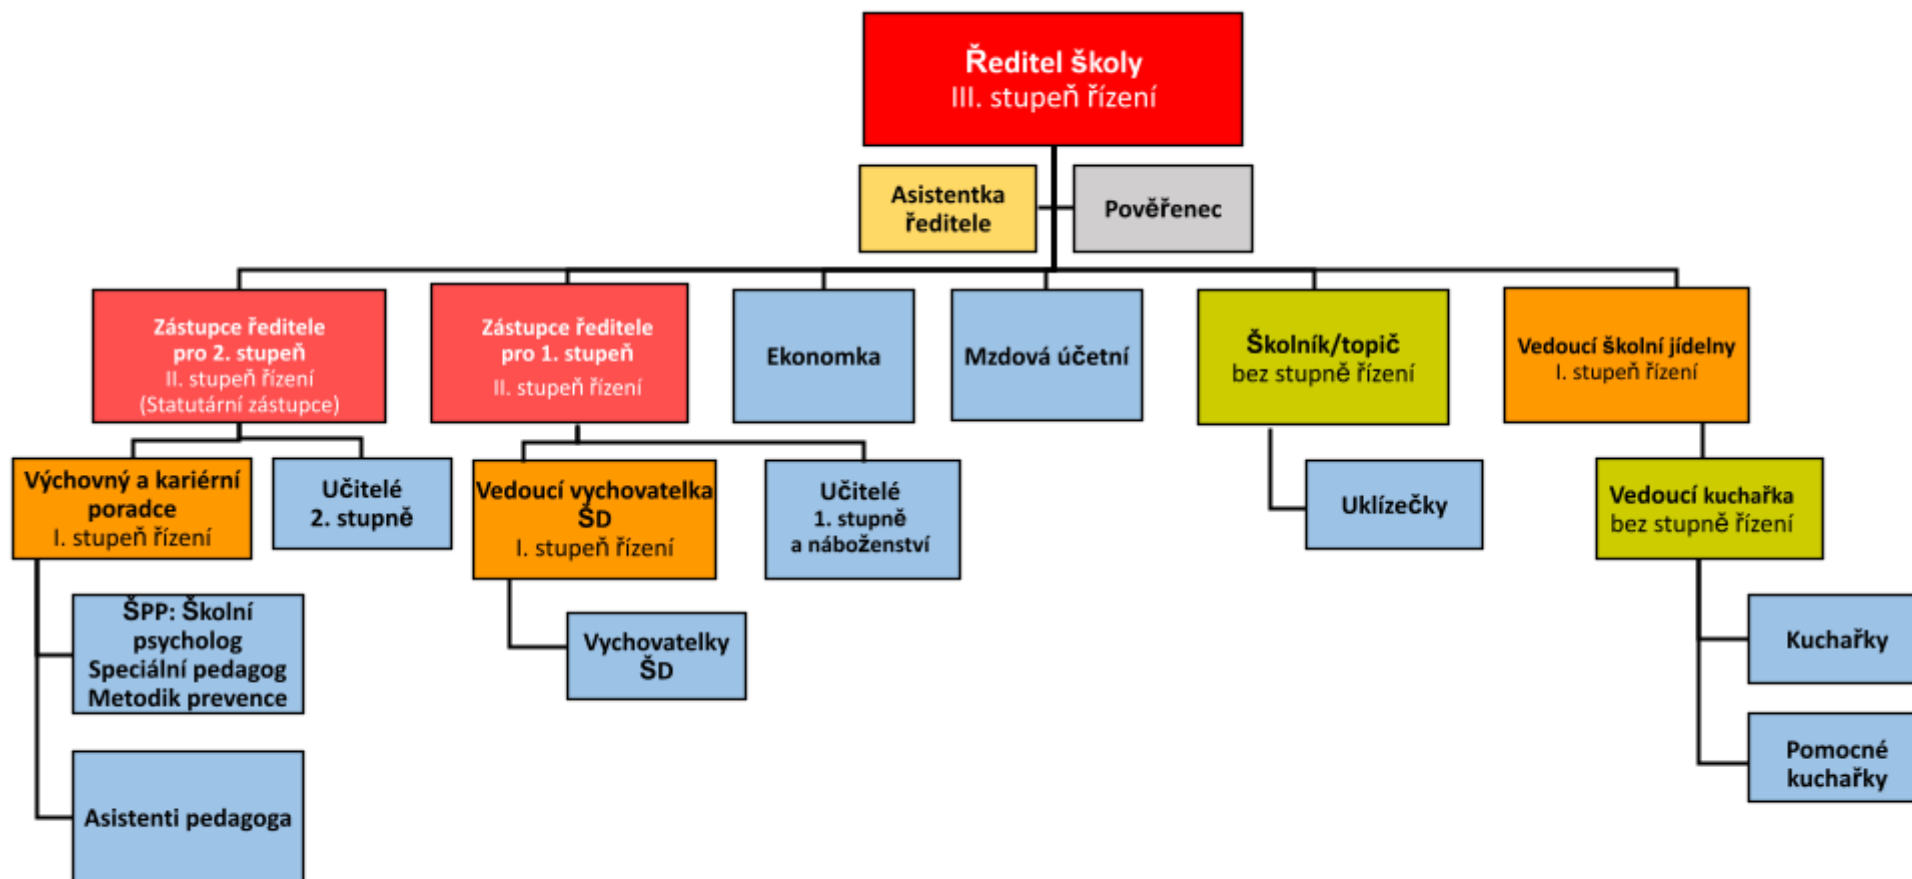 Ředitel školy
III. stupeň řízení
Asistentka
ředitele
Pověřenec
Zástupce ředitele
pro 2. stupeň
II. stupeň řízení
(Statutární zástupce)
Zástupce ředitele
pro 1. stupeň
II. stupeň řízení
Ekonomka
Mzdová účetní
Školník/topič
bez stupně řízení
Vedoucí školní jídelny
I. stupeň řízení
Výchovný a kariérní
poradce
I. stupeň řízení
Učitelé
2. stupně
Vedoucí vychovatelka
ŠD
I. stupeň řízení
Učitelé
1. stupně
a náboženství
Uklízečky
Vedoucí kuchařka
bez stupně řízení
ŠPP: Školní
psycholog
Speciální pedagog
Metodik prevence
Vychovatelky
ŠD
Kuchařky
Asistenti pedagoga
Pomocné
kuchařky